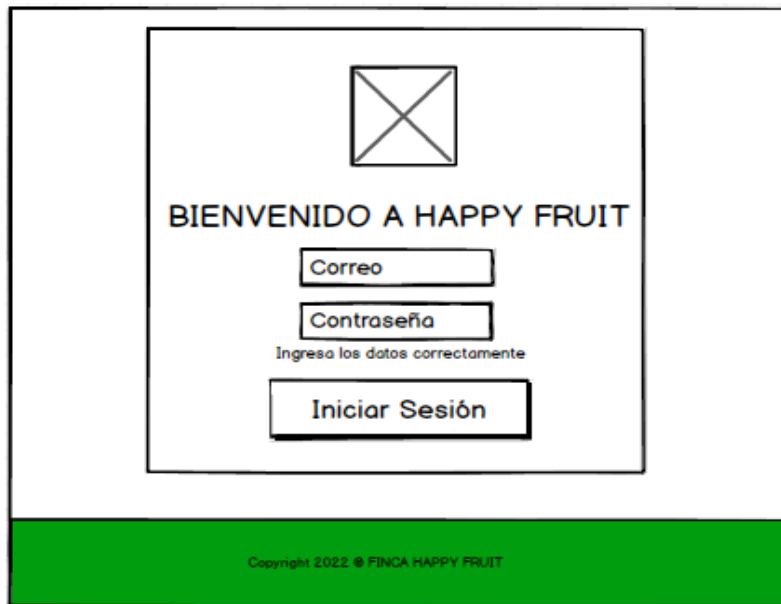 BIENVENIDO A HAPPY FRUIT
Correo
Contraseña
Ingresa los datos correctamente
Iniciar Sesión
Copyright 2022 © FINCA HAPPY FRUIT